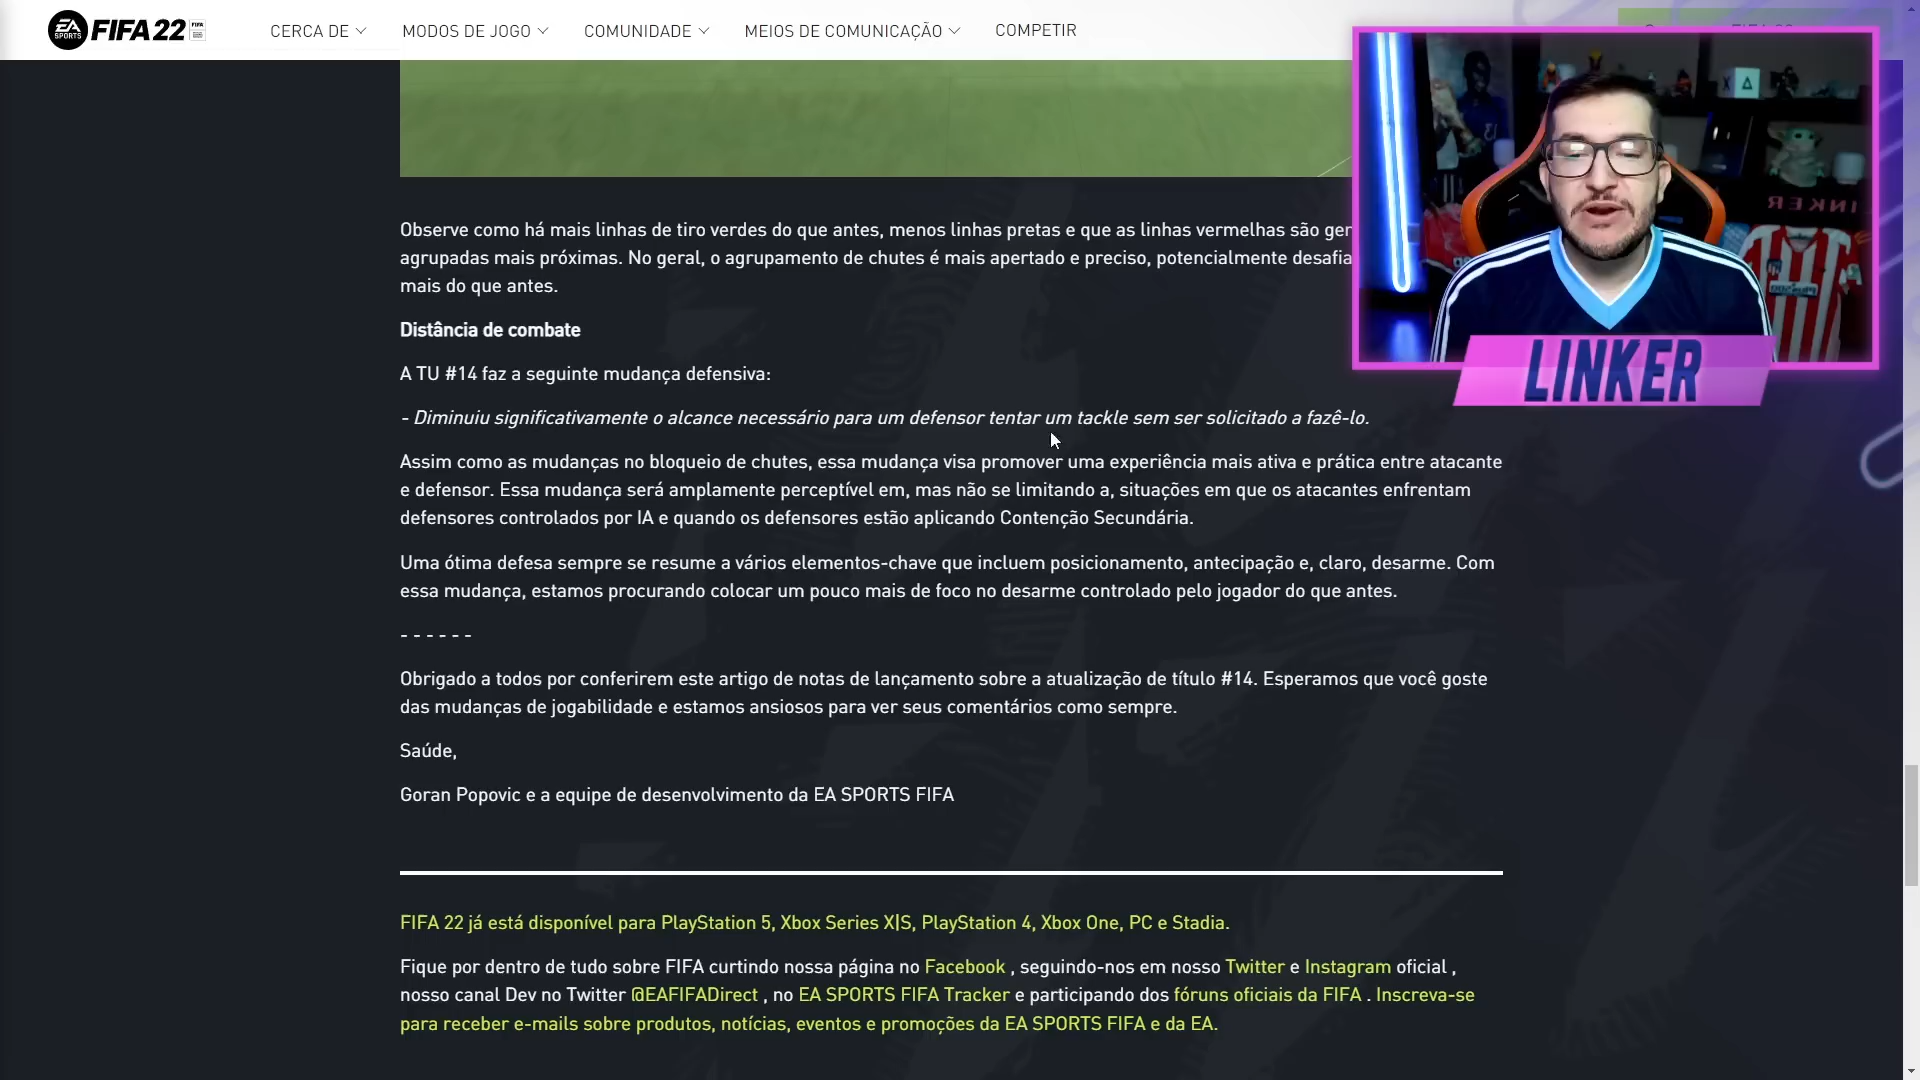 EA SPORTS FIFA 22
CERCA DE MODOS DE JOGO COMUNIDADE MEIOS DE COMUNICAÇÃO COMPETIR
Observe como há mais linhas de tiro verdes do que antes, menos linhas pretas e que as linhas vermelhas são
agrupadas mais próximas. No geral, o agrupamento de chutes é mais apertado e preciso, potencialmente
mais do que antes.
Distância de combate
A TU #14 faz a seguinte mudança defensiva:
- Diminuiu significativamente o alcance necessário para um defensor tentar um tackle sem ser solicitado a fazê-lo.
Assim como as mudanças no bloqueio de chutes, essa mudança visa promover uma experiência mais ativa e prática entre atacante
e defensor. Essa mudança será amplamente perceptível em, mas não se limitando a, situações em que os atacantes enfrentam
defensores controlados por IA e quando os defensores estão aplicando Contenção Secundária.
Uma ótima defesa sempre se resume a vários elementos-chave que incluem posicionamento, antecipação e, claro, desarme. Com
essa mudança, estamos procurando colocar um pouco mais de foco no desarme controlado pelo jogador do que antes.
- - - - - -
Obrigado a todos por conferirem este artigo de notas de lançamento sobre a atualização de título #14. Esperamos que você goste
das mudanças de jogabilidade e estamos ansiosos para ver seus comentários como sempre.
Saúde,
Goran Popovic e a equipe de desenvolvimento da EA SPORTS FIFA
FIFA 22 já está disponível para PlayStation 5, Xbox Series X|S, PlayStation 4, Xbox One, PC e Stadia.
Fique por dentro de tudo sobre FIFA curtindo nossa página no Facebook , seguindo-nos em nosso Twitter e Instagram oficial ,
nosso canal Dev no Twitter @EAFIFADirect , no EA SPORTS FIFA Tracker e participando dos fóruns oficiais da FIFA . Inscreva-se
para receber e-mails sobre produtos, notícias, eventos e promoções da EA SPORTS FIFA e da EA.
LINKER